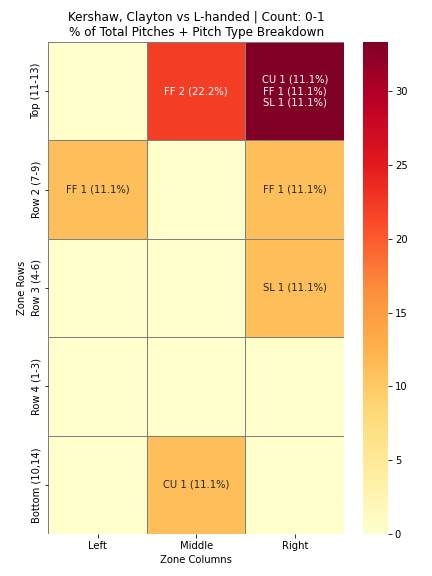 Kershaw, Clayton vs L-handed | Count: 0-1
% of Total Pitches + Pitch Type Breakdown
Zone Rows
Top (11-13)
FF 2 (22.2%)
CU 1 (11.1%)
FF 1 (11.1%)
SL 1 (11.1%)
Row 2 (7-9)
FF 1 (11.1%)
FF 1 (11.1%)
Row 3 (4-6)
SL 1 (11.1%)
Row 4 (1-3)
Bottom (10,14)
CU 1 (11.1%)
Left
Middle
Right
Zone Columns
30
25
20
15
10
5
0